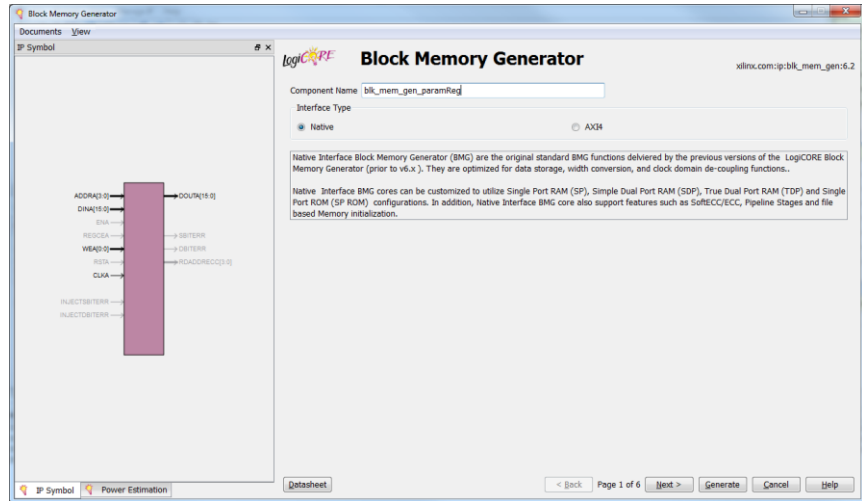 Block Memory Generator
Documents View
IP Symbol
ADDRA[3:0]
DINA[15:0]
ENA
REGCEA
WEA[0:0]
RSTA
CLKA
INJECTSBITERR
INJECTDBITERR
DOUTA[15:0]
SBITERR
DBITERR
RDADDRECC[3:0]
IP Symbol
Power Estimation
logiCORE
Block Memory Generator
xilinx.com:ip:blk_mem_gen:6.2
Component Name blk_mem_gen_paramReg
Interface Type
Native
AXI4
Native Interface Block Memory Generator (BMG) are the original standard BMG functions delviered by the previous versions of the LogiCORE Block
Memory Generator (prior to v6.x ). They are optimized for data storage, width conversion, and clock domain de-coupling functions..
Native Interface BMG cores can be customized to utilize Single Port RAM (SP), Simple Dual Port RAM (SDP), True Dual Port RAM (TDP) and Single
Port ROM (SP ROM) configurations. In addition, Native Interface BMG core also support features such as SoftECC/ECC, Pipeline Stages and file
based Memory initialization.
Datasheet
< Back Page 1 of 6 Next > Generate Cancel Help